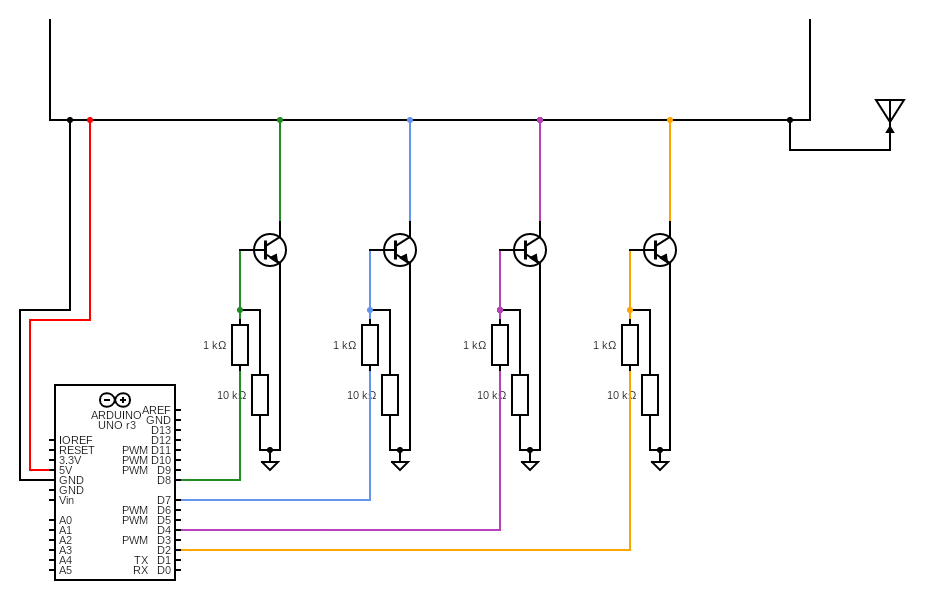 1 kΩ
1 kΩ
1 kΩ
1 kΩ
10 kΩ
10 kΩ
10 kΩ
10 kΩ
ARDUINO
UNO r3
IOREF
RESET
3.3V
5V
GND
GND
Vin
A0
A1
A2
A3
A4
A5
AREF
GND
D13
D12
PWM D11
PWM D10
PWM D9
D8
D7
PWM D6
PWM D5
D4
PWM D3
D2
TX D1
RX D0